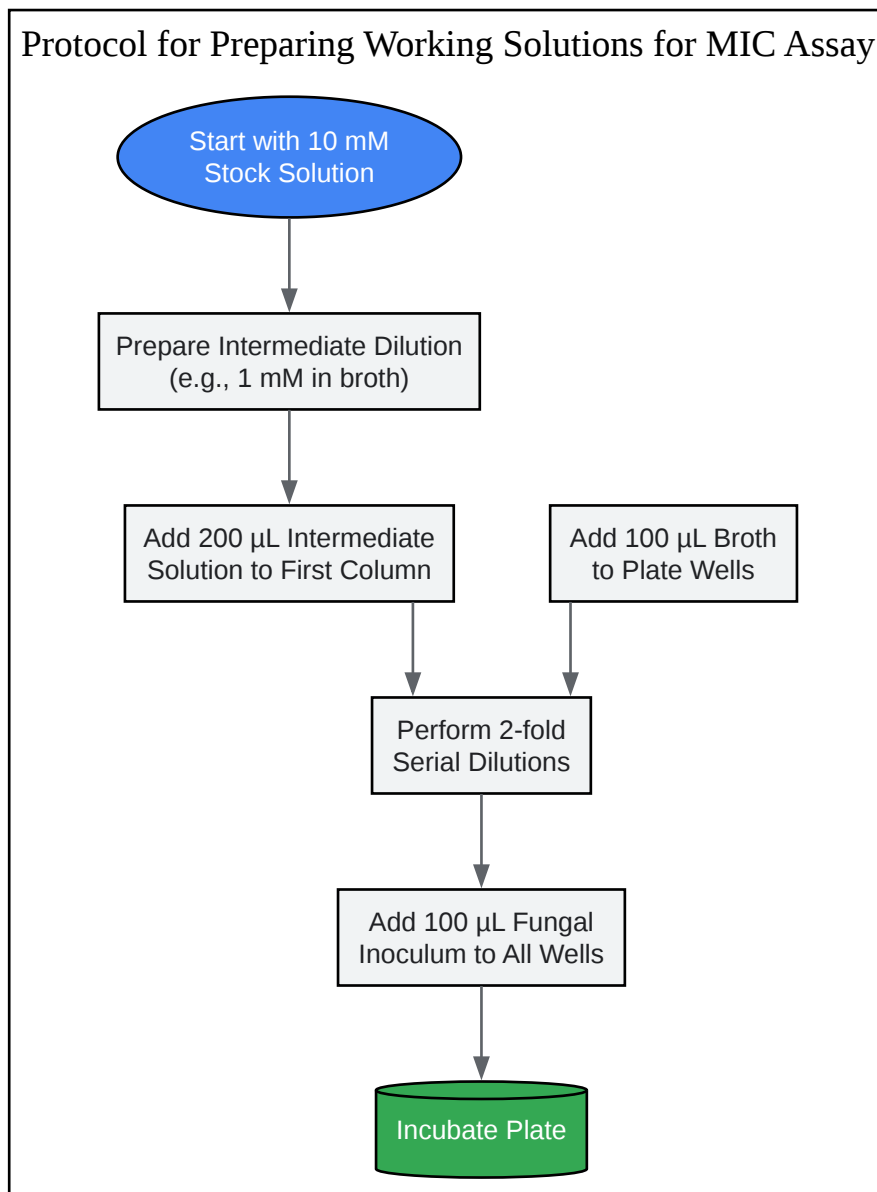 Protocol for Preparing Working Solutions for MIC Assay
Start with 10 mM
Stock Solution
Prepare Intermediate Dilution
(e.g., 1 mM in broth)
Add 200 µL Intermediate
Solution to First Column
Add 100 µL Broth
to Plate Wells
Perform 2-fold
Serial Dilutions
Add 100 µL Fungal
Inoculum to All Wells
Incubate Plate